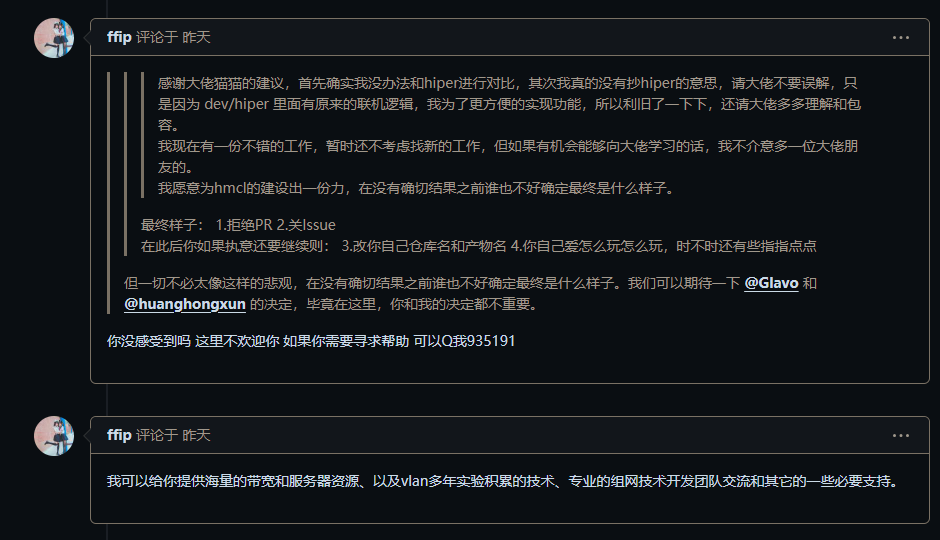 ffip 评论于 昨天
感谢大佬猫猫的建议，首先确实我没办法和hiper进行对比，其次我真的没有抄hiper的意思，请大佬不要误解，只
是因为 dev/hiper 里面有原来的联机逻辑，我为了更方便的实现功能，所以利旧了一下下，还请大佬多多理解和包
容。
我现在有一份不错的工作，暂时还不考虑找新的工作，但如果有机会能够向大佬学习的话，我不介意多一位大佬朋
友的。
我愿意为hmcl的建设出一份力，在没有确切结果之前谁也不好确定最终是什么样子。
最终样子： 1.拒绝PR 2.关Issue
在此后你如果执意还要继续则： 3.改你自己仓库名和产物名 4.你自己爱怎么玩怎么玩，时不时还有些指指点点
但一切不必太像这样的悲观，在没有确切结果之前谁也不好确定最终是什么样子。我们可以期待一下 @Glavo 和
@huanghongxun 的决定，毕竟在这里，你和我的决定都不重要。
你没感受到吗 这里不欢迎你 如果你需要寻求帮助 可以Q我935191
ffip 评论于 昨天
我可以给你提供海量的带宽和服务器资源、以及vlan多年实验积累的技术、专业的组网技术开发团队交流和其它的一些必要支持。